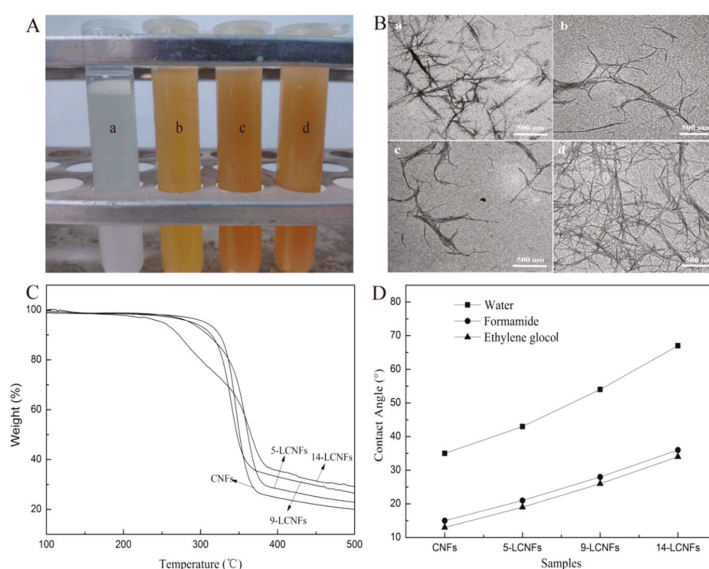 A
a
b
c
d
B
a
500 nm
b
500 nm
c
500 nm
d
500 nm
C
Weight (%)
100
80
60
40
20
5-LCNFs
14-LCNFs
CNFs
9-LCNFs
100
200
300
400
500
Temperature (℃)
D
Contact Angle (°)
85
80
70
60
50
40
30
20
10
Water
Formamide
Ethylene glocol
CNFs
5-LCNFs
9-LCNFs
14-LCNFs
Samples